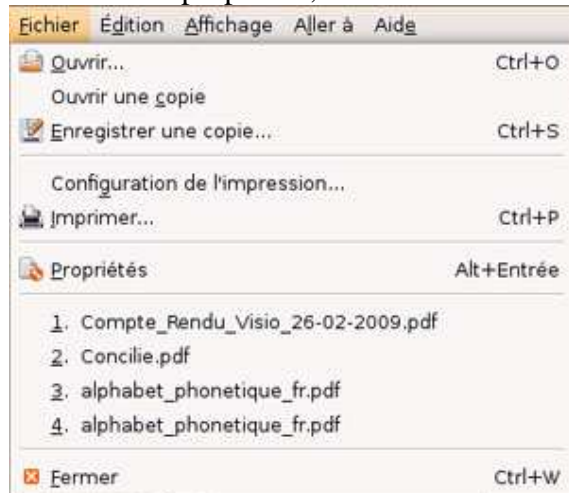 Fichier Édition Affichage Aller à Aide
Ouvrir... Ctrl+O
Ouvrir une copie
Enregistrer une copie... Ctrl+S
Configuration de l'impression...
Imprimer... Ctrl+P
Propriétés Alt+Entrée
1. Compte_Rendu_Visio_26-02-2009.pdf
2. Concilie.pdf
3. alphabet_phonetique_fr.pdf
4. alphabet_phonetique_fr.pdf
Fermer Ctrl+W